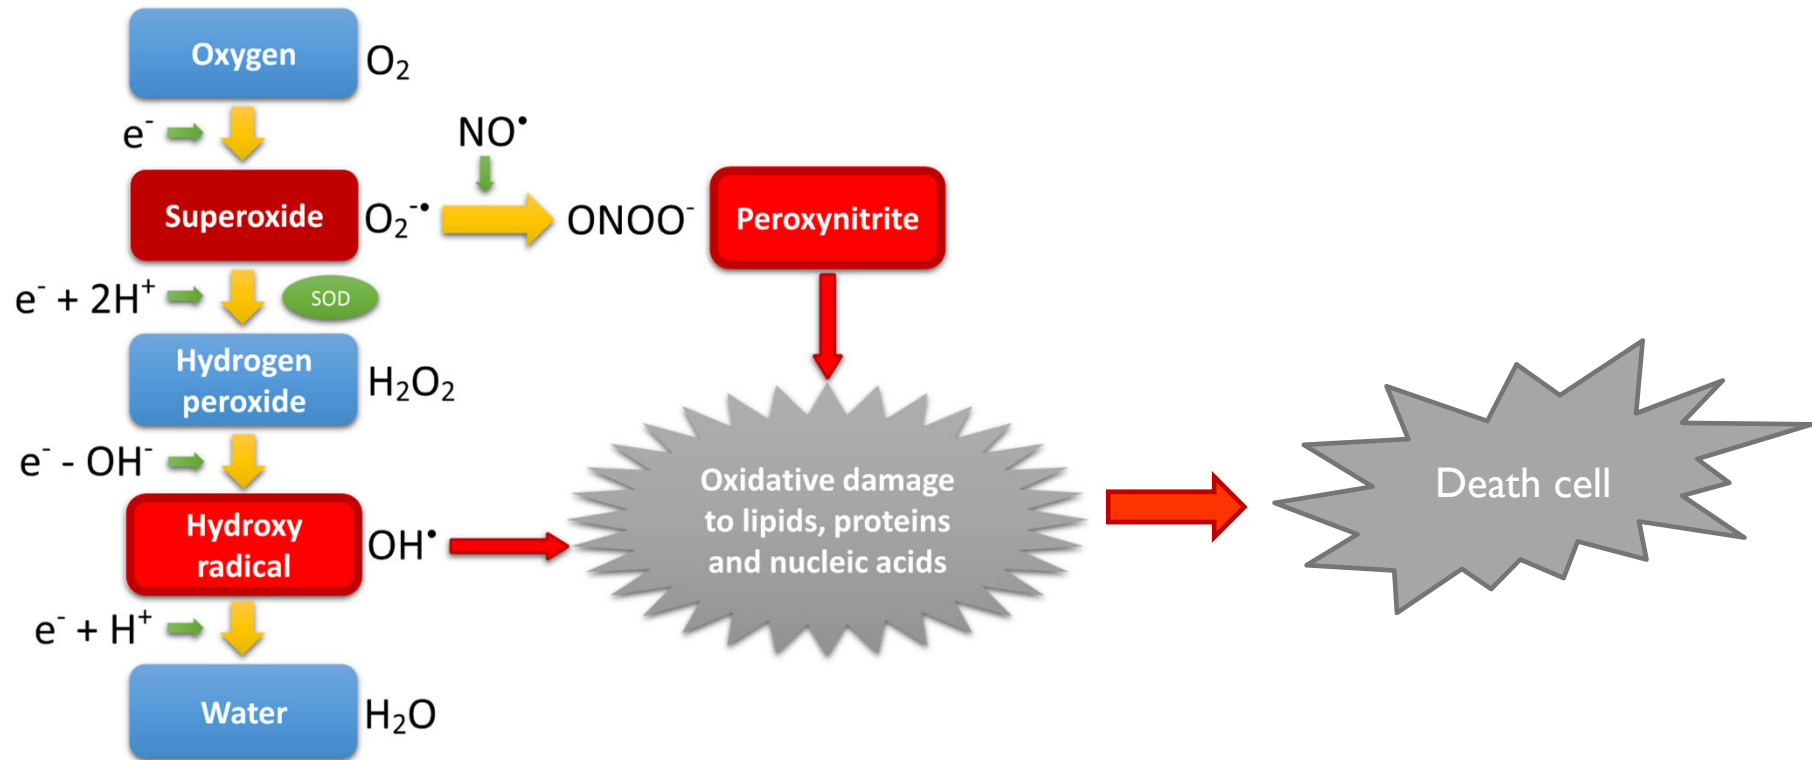 Oxygen O₂
e⁻
NO•
Superoxide O₂⁻•
ONOO⁻ Peroxynitrite
e⁻ + 2H⁺
SOD
Hydrogen
peroxide
H₂O₂
e⁻ - OH⁻
Hydroxy
radical
OH•
Oxidative damage
to lipids, proteins
and nucleic acids
Death cell
e⁻ + H⁺
Water H₂O